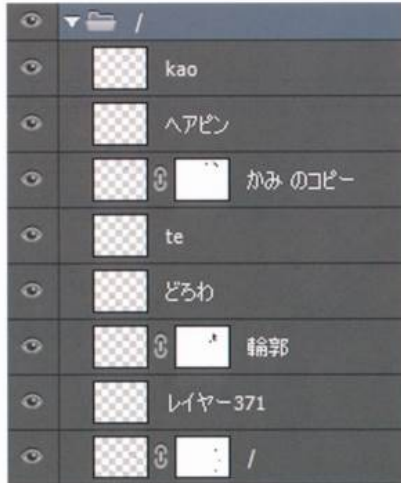 /
kao
ヘアピン
かみ のコピー
te
どろわ
輪郭
レイヤー371
/